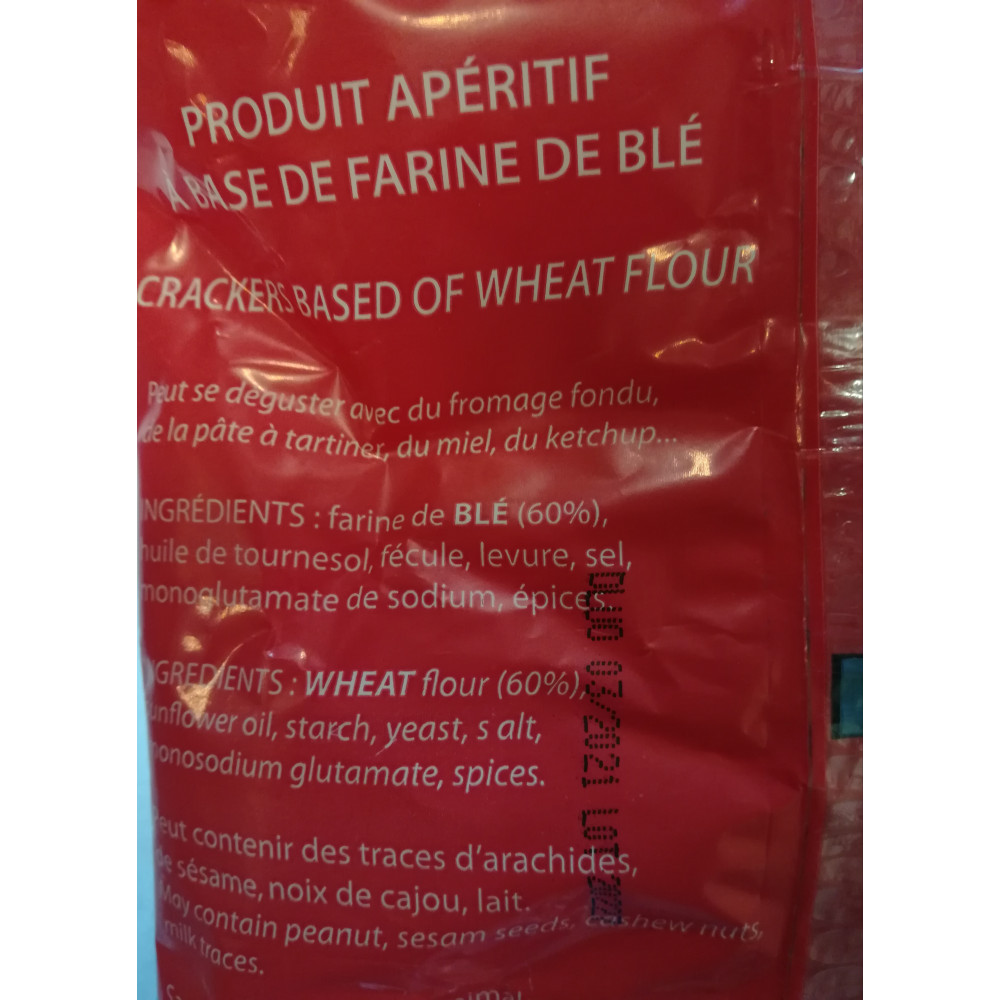 PRODUIT APÉRITIF
À BASE DE FARINE DE BLÉ
CRACKERS BASED OF WHEAT FLOUR
Peut se déguster avec du fromage fondu,
de la pâte à tartiner, du miel, du ketchup...
INGRÉDIENTS : farine de BLÉ (60%),
huile de tournesol, fécule, levure, sel,
monoglutamate de sodium, épices.
INGREDIENTS : WHEAT flour (60%),
sunflower oil, starch, yeast, s alt,
monosodium glutamate, spices.
Peut contenir des traces d'arachides,
de sésame, noix de cajou, lait.
May contain peanut, sesam seeds, cashew nuts,
milk traces.
03/2021